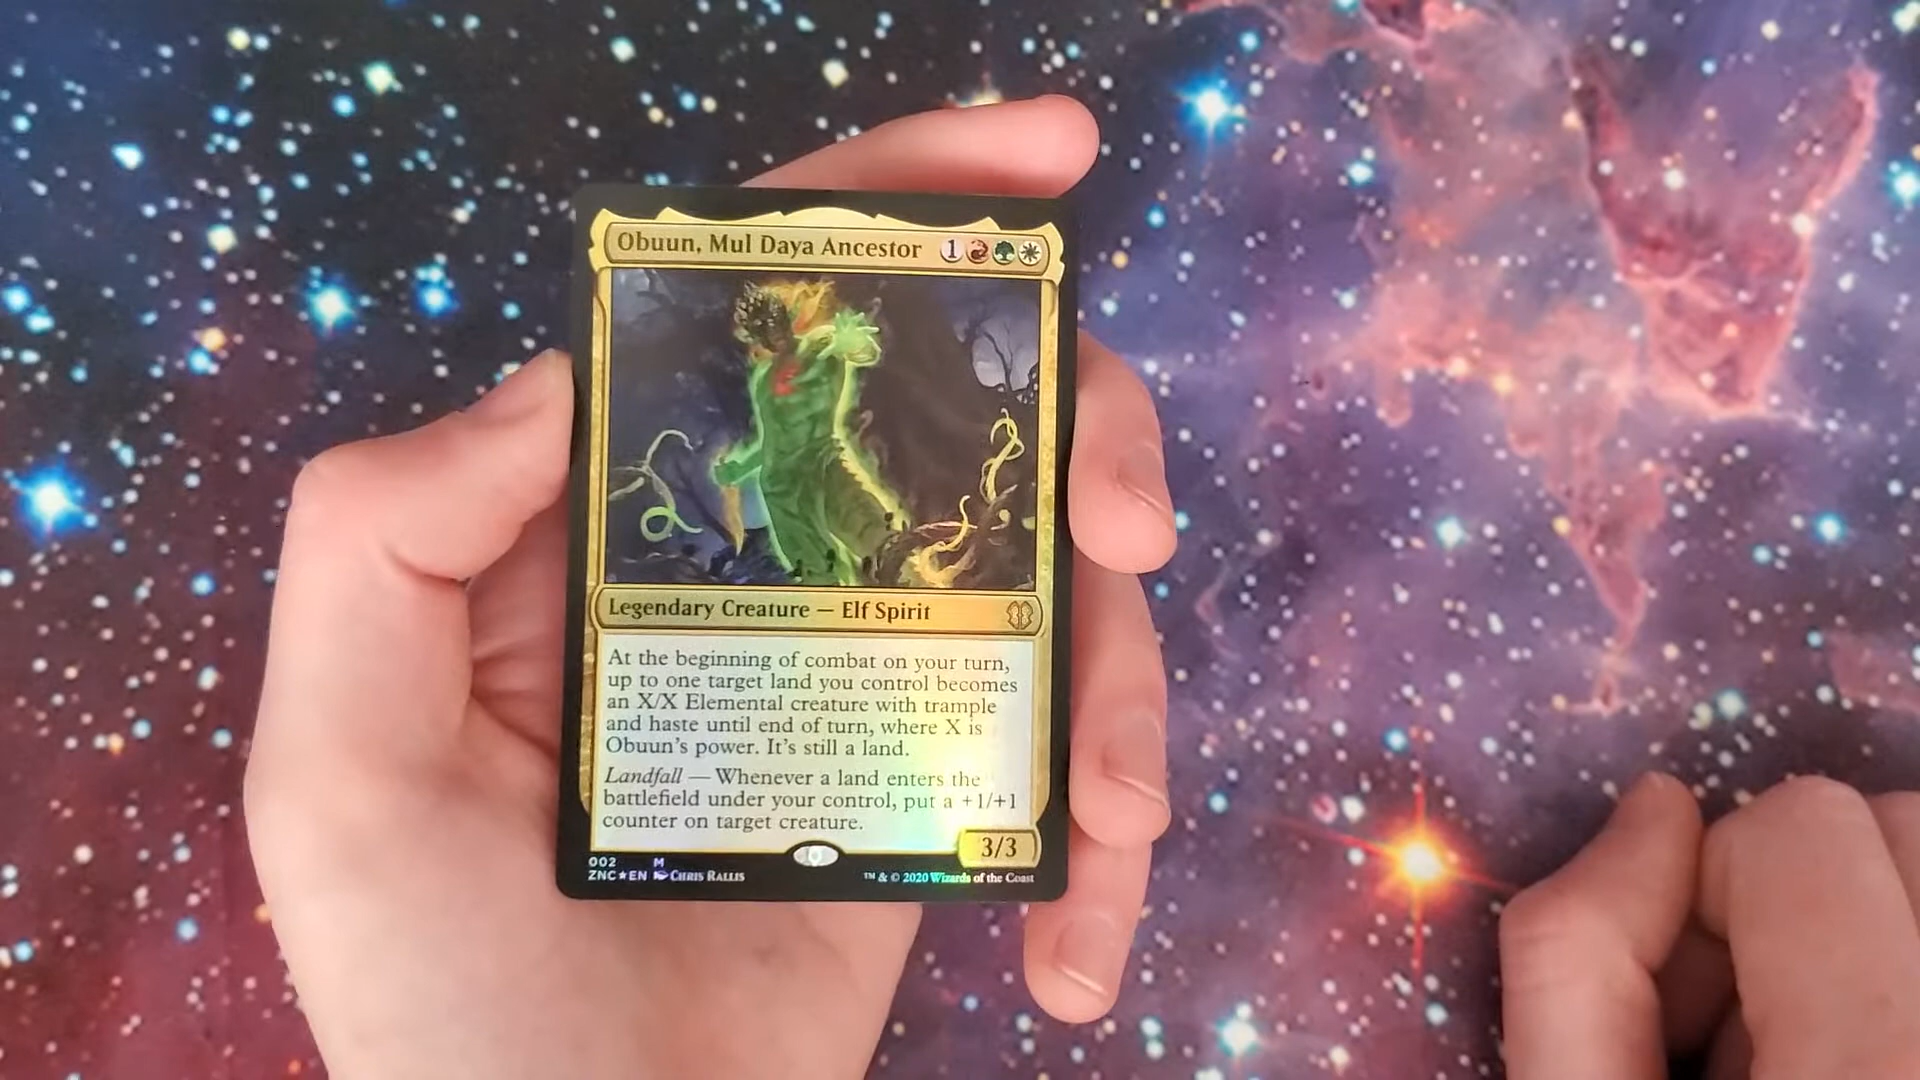 Obuun, Mul Daya Ancestor 1
Legendary Creature — Elf Spirit
At the beginning of combat on your turn,
up to one target land you control becomes
an X/X Elemental creature with trample
and haste until end of turn, where X is
Obuun's power. It's still a land.
Landfall — Whenever a land enters the
battlefield under your control, put a +1/+1
counter on target creature.
3/3
002 M
ZNC★EN Chris Rallis ™ & © 2020 Wizards of the Coast